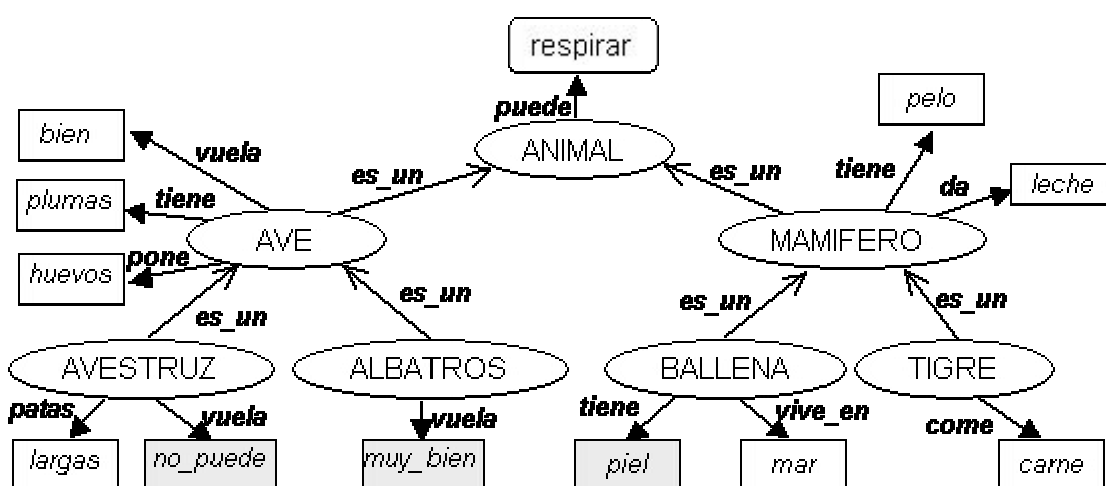 respirar
puede
pelo
bien
ANIMAL
vuela
es_un
es_un
tiene
da
leche
plumas
tiene
AVE
MAMIFERO
huevos
pone
es_un
es_un
es_un
es_un
AVESTRUZ
ALBATROS
BALLENA
TIGRE
patas
vuela
vuela
tiene
vive_en
come
largas
no_puede
muy_bien
piel
mar
carne